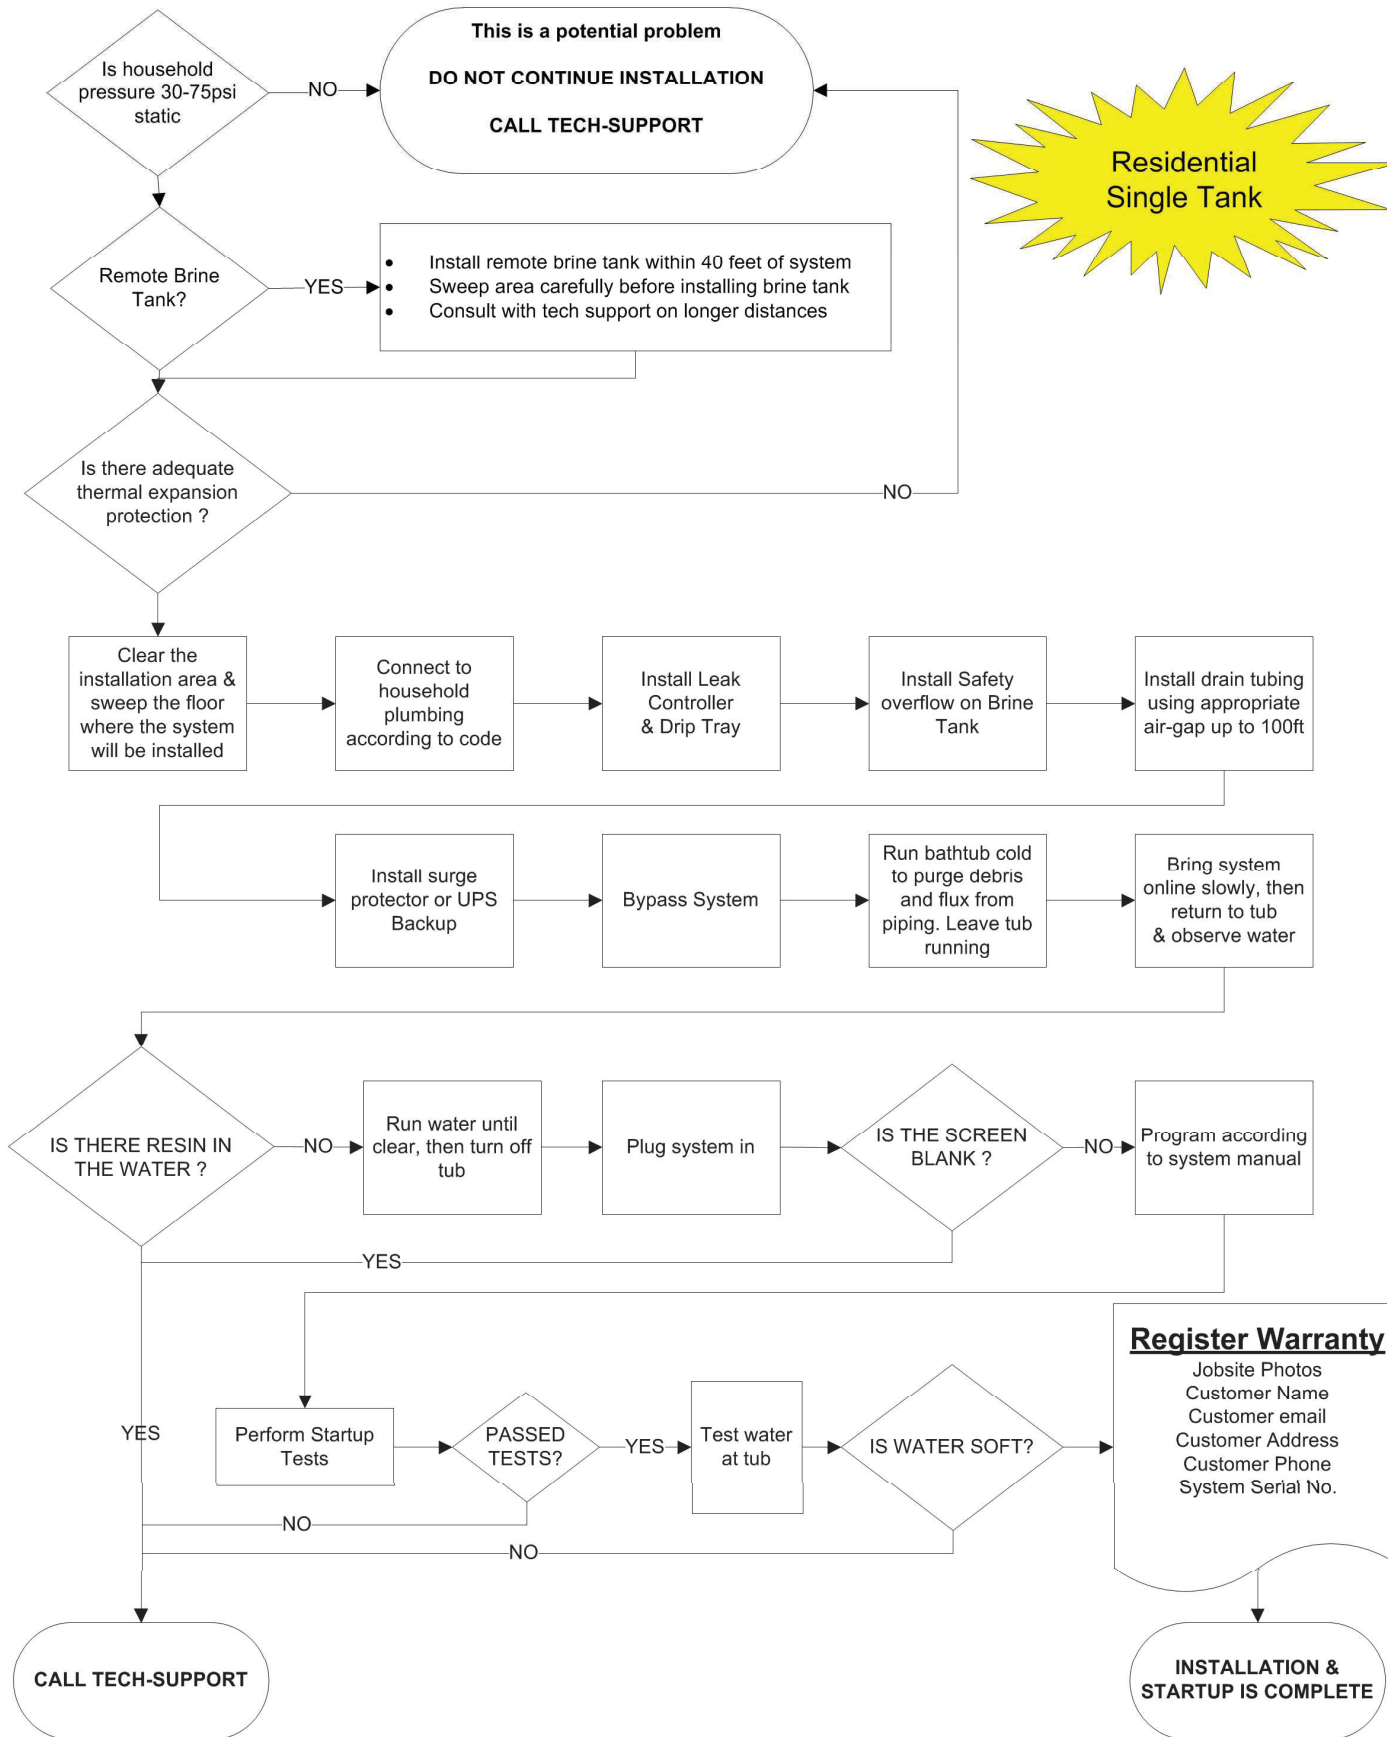 Is household
pressure 30-75psi
static
NO
This is a potential problem
DO NOT CONTINUE INSTALLATION
CALL TECH-SUPPORT
Residential
Single Tank
Remote Brine
Tank?
YES
• Install remote brine tank within 40 feet of system
• Sweep area carefully before installing brine tank
• Consult with tech support on longer distances
Is there adequate
thermal expansion
protection ?
NO
Clear the
installation area &
sweep the floor
where the system
will be installed
Connect to
household
plumbing
according to code
Install Leak
Controller
& Drip Tray
Install Safety
overflow on Brine
Tank
Install drain tubing
using appropriate
air-gap up to 100ft
Install surge
protector or UPS
Backup
Bypass System
Run bathtub cold
to purge debris
and flux from
piping. Leave tub
running
Bring system
online slowly, then
return to tub
& observe water
IS THERE RESIN IN
THE WATER ?
NO
Run water until
clear, then turn off
tub
Plug system in
IS THE SCREEN
BLANK ?
NO
Program according
to system manual
YES
YES
Perform Startup
Tests
PASSED
TESTS?
YES
Test water
at tub
IS WATER SOFT?
Register Warranty
Jobsite Photos
Customer Name
Customer email
Customer Address
Customer Phone
System Serial No.
NO
NO
CALL TECH-SUPPORT
INSTALLATION &
STARTUP IS COMPLETE